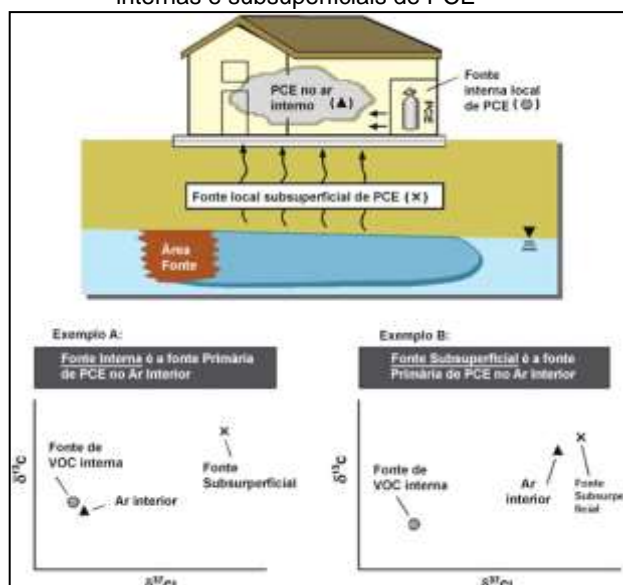 internas e subsuperficiais de PCE
PCE no ar
interno (▲)
PCE
Fonte
interna local
de PCE (◎)
Fonte local subsuperficial de PCE (×)
Área
Fonte
Exemplo A:
Fonte Interna é a fonte Primária
de PCE no Ar Interior
δ¹³C
Fonte de
VOC interna
Ar interior
×
Fonte
Subsurperficial
δ³⁷Cl
Exemplo B:
Fonte Subsuperficial é a fonte
Primária de PCE no Ar Interior
δ¹³C
Fonte de
VOC interna
Ar
interior
×
Fonte
Subsurpe
ficial
δ³⁷Cl